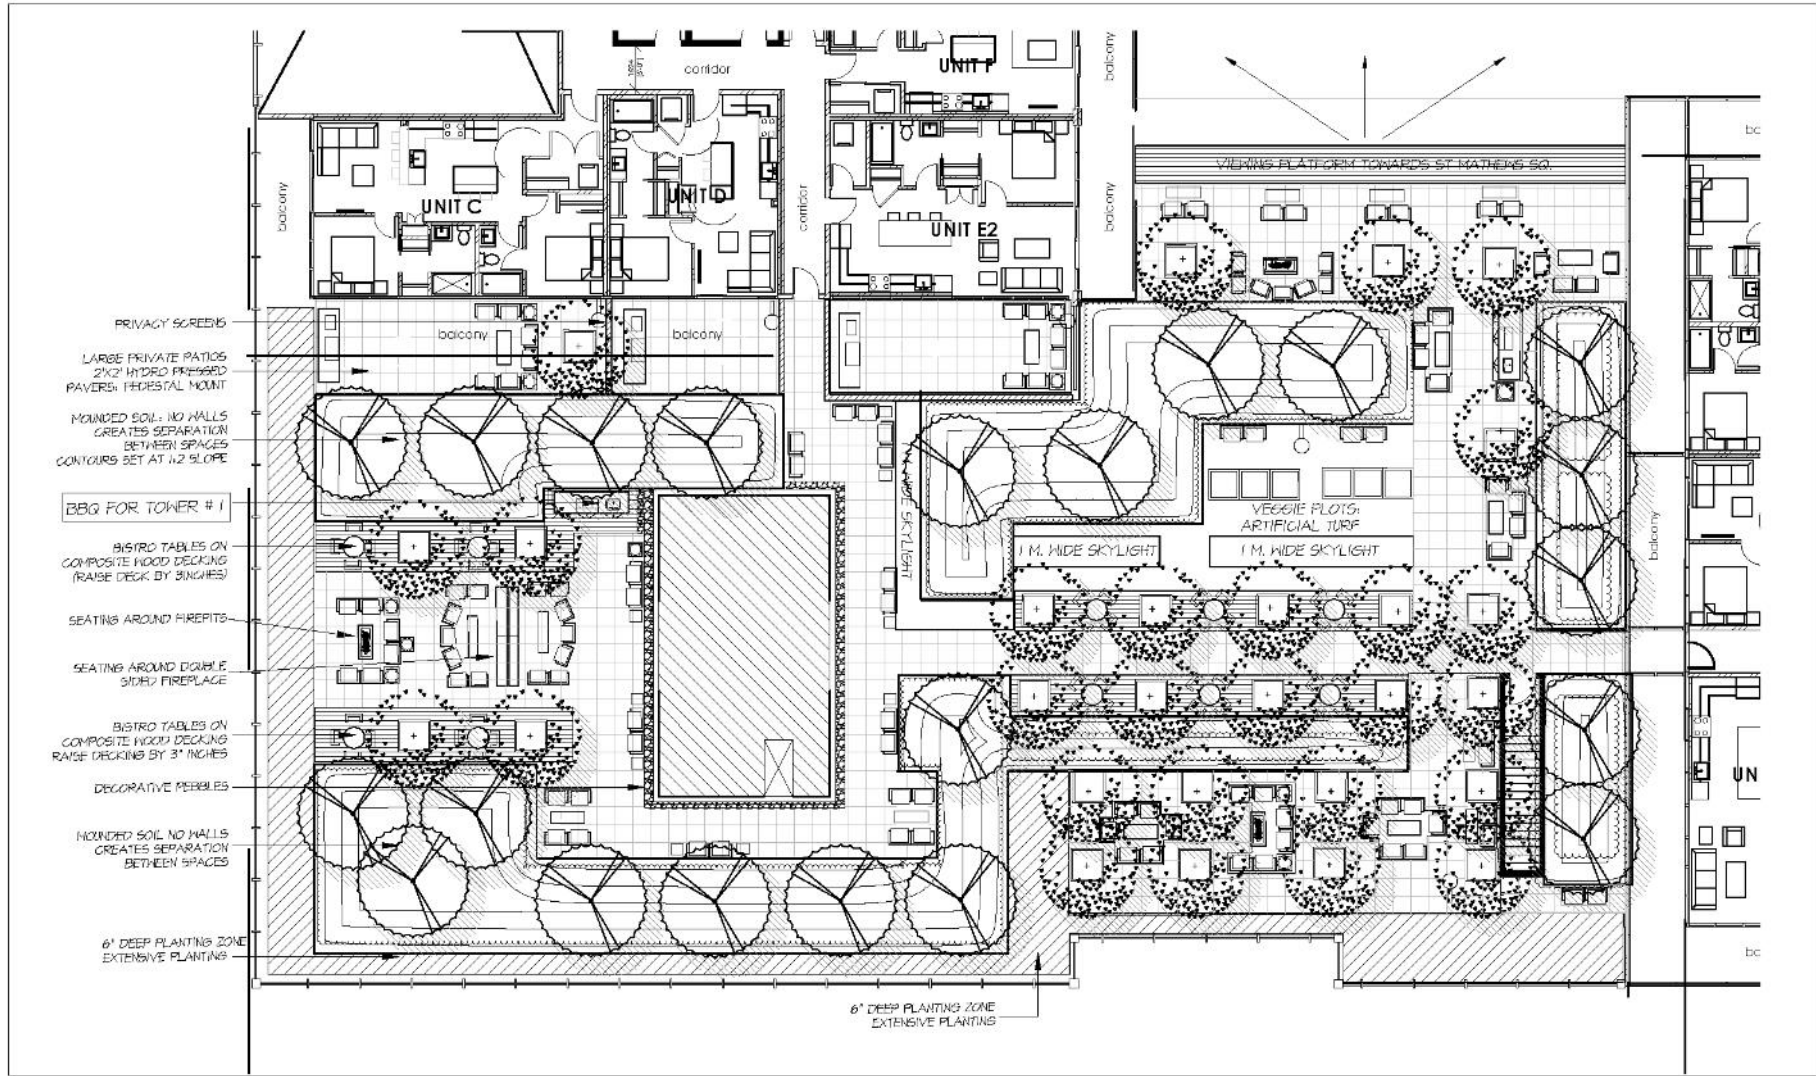 corridor
UNIT F
balcony
VIEWING PLATFORM TOWARDS ST MATHEWS SQ.
balcony
UNIT C
UNIT D
corridor
UNIT E2
balcony
PRIVACY SCREENS
balcony
balcony
LARGE PRIVATE PATIOS
2'X2' HYDRO PRESSED
PAVERS: PEDESTAL MOUNT
MOUNDED SOIL: NO WALLS
CREATES SEPARATION
BETWEEN SPACES
CONTOURS SET AT 1:2 SLOPE
BBQ FOR TOWER # 1
SKYLIGHT
VEGGIE PLOTS:
ARTIFICIAL TURF
1 M. WIDE SKYLIGHT
1 M. WIDE SKYLIGHT
balcony
BISTRO TABLES ON
COMPOSITE WOOD DECKING
(RAISE DECK BY 3INCHES)
SEATING AROUND FIREPITS
SEATING AROUND DOUBLE
SIDED FIREPLACE
BISTRO TABLES ON
COMPOSITE WOOD DECKING
RAISE DECKING BY 3" INCHES
DECORATIVE PEBBLES
UN
MOUNDED SOIL NO WALLS
CREATES SEPARATION
BETWEEN SPACES
6" DEEP PLANTING ZONE
EXTENSIVE PLANTING
bc
6" DEEP PLANTING ZONE
EXTENSIVE PLANTING